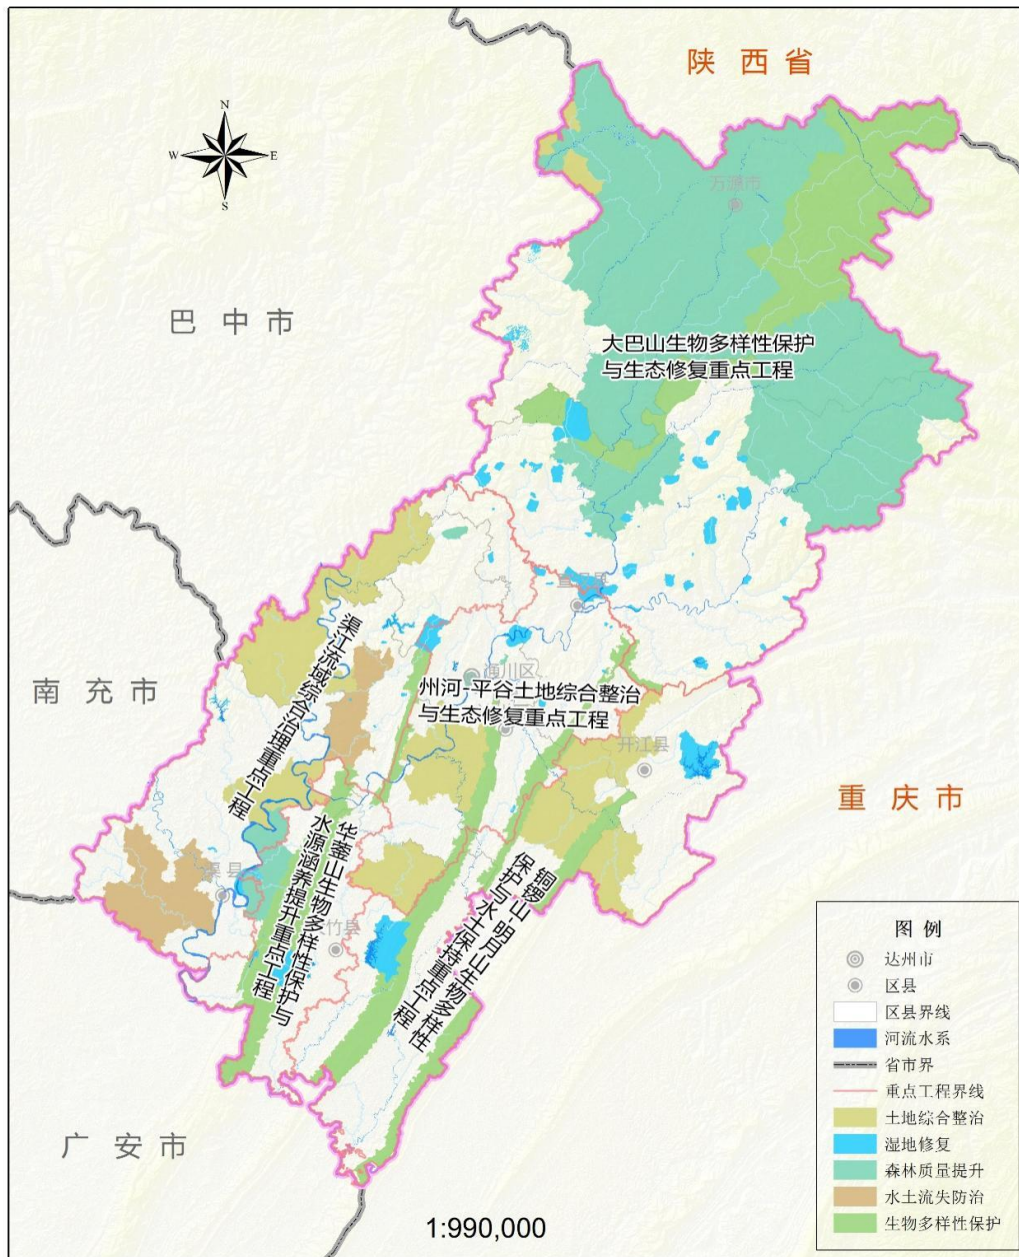 陕西省
N
W
E
S
万源市
巴中市
大巴山生物多样性保护
与生态修复重点工程
宣汉县
渠江流域综合治理重点工程
通川区
南充市
州河-平谷土地综合整治
与生态修复重点工程
开江县
重庆市
华蓥山生物多样性保护与
水源涵养提升重点工程
铜锣山、明月山生物多样性
保护与水土保持重点工程
渠县
大竹县
广安市
图例
达州市
区县
区县界线
河流水系
省市界
重点工程界线
土地综合整治
湿地修复
森林质量提升
水土流失防治
生物多样性保护
1:990,000